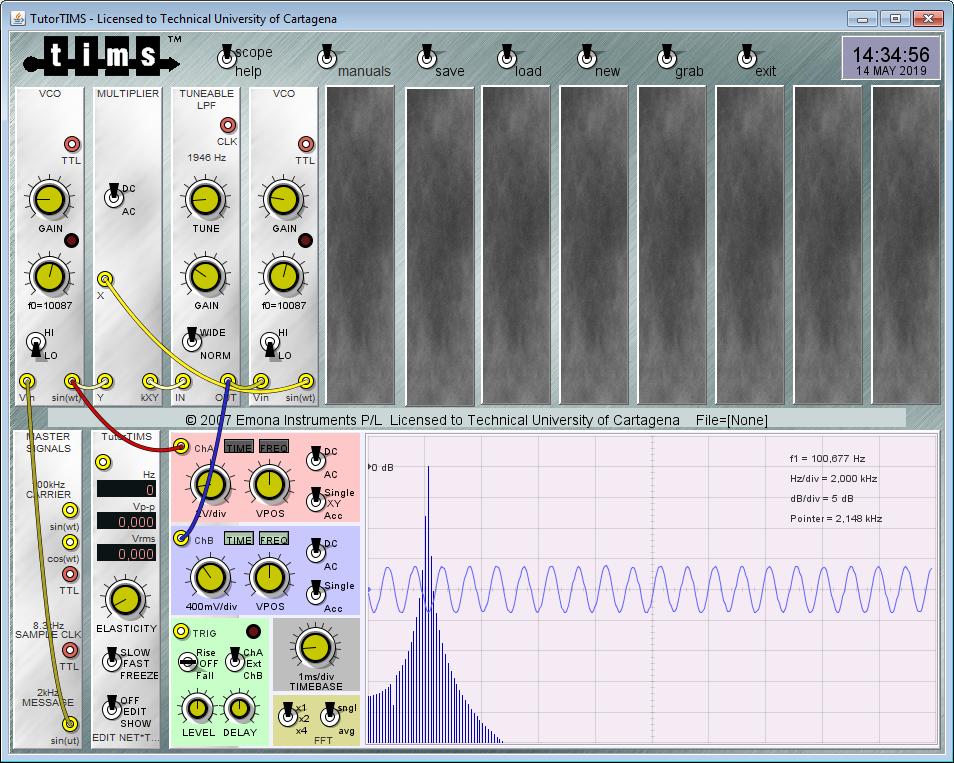 TutorTIMS - Licensed to Technical University of Cartagena
tims TM
scope
help
manuals
save
load
new
grab
exit
14:34:56
14 MAY 2019
VCO
TTL
GAIN
f0=10087
HI
LO
Vin
sin(wt)
MULTIPLIER
DC
AC
X
Y
kXY
TUNEABLE
LPF
CLK
1946 Hz
TUNE
GAIN
WIDE
NORM
IN
OUT
VCO
TTL
GAIN
f0=10087
HI
LO
Vin
sin(wt)
© 2007 Emona Instruments P/L Licensed to Technical University of Cartagena File=[None]
MASTER
SIGNALS
100kHz
CARRIER
sin(wt)
cos(wt)
TTL
8.3kHz
SAMPLE CLK
TTL
2kHz
MESSAGE
sin(ut)
TutorTIMS
Hz
0
Vp-p
0,000
Vrms
0,000
ELASTICITY
SLOW
FAST
FREEZE
OFF
EDIT
SHOW
EDIT NET*T...
ChA
TIME
FREQ
2V/div
VPOS
DC
AC
Single
XY
Acc
ChB
TIME
FREQ
400mV/div
VPOS
DC
AC
Single
Acc
TRIG
Rise
OFF
Fall
ChA
Ext
ChB
LEVEL
DELAY
1ms/div
TIMEBASE
x1
x2
x4
sngl
avg
FFT
0 dB
f1 = 100,677 Hz
Hz/div = 2,000 kHz
dB/div = 5 dB
Pointer = 2,148 kHz